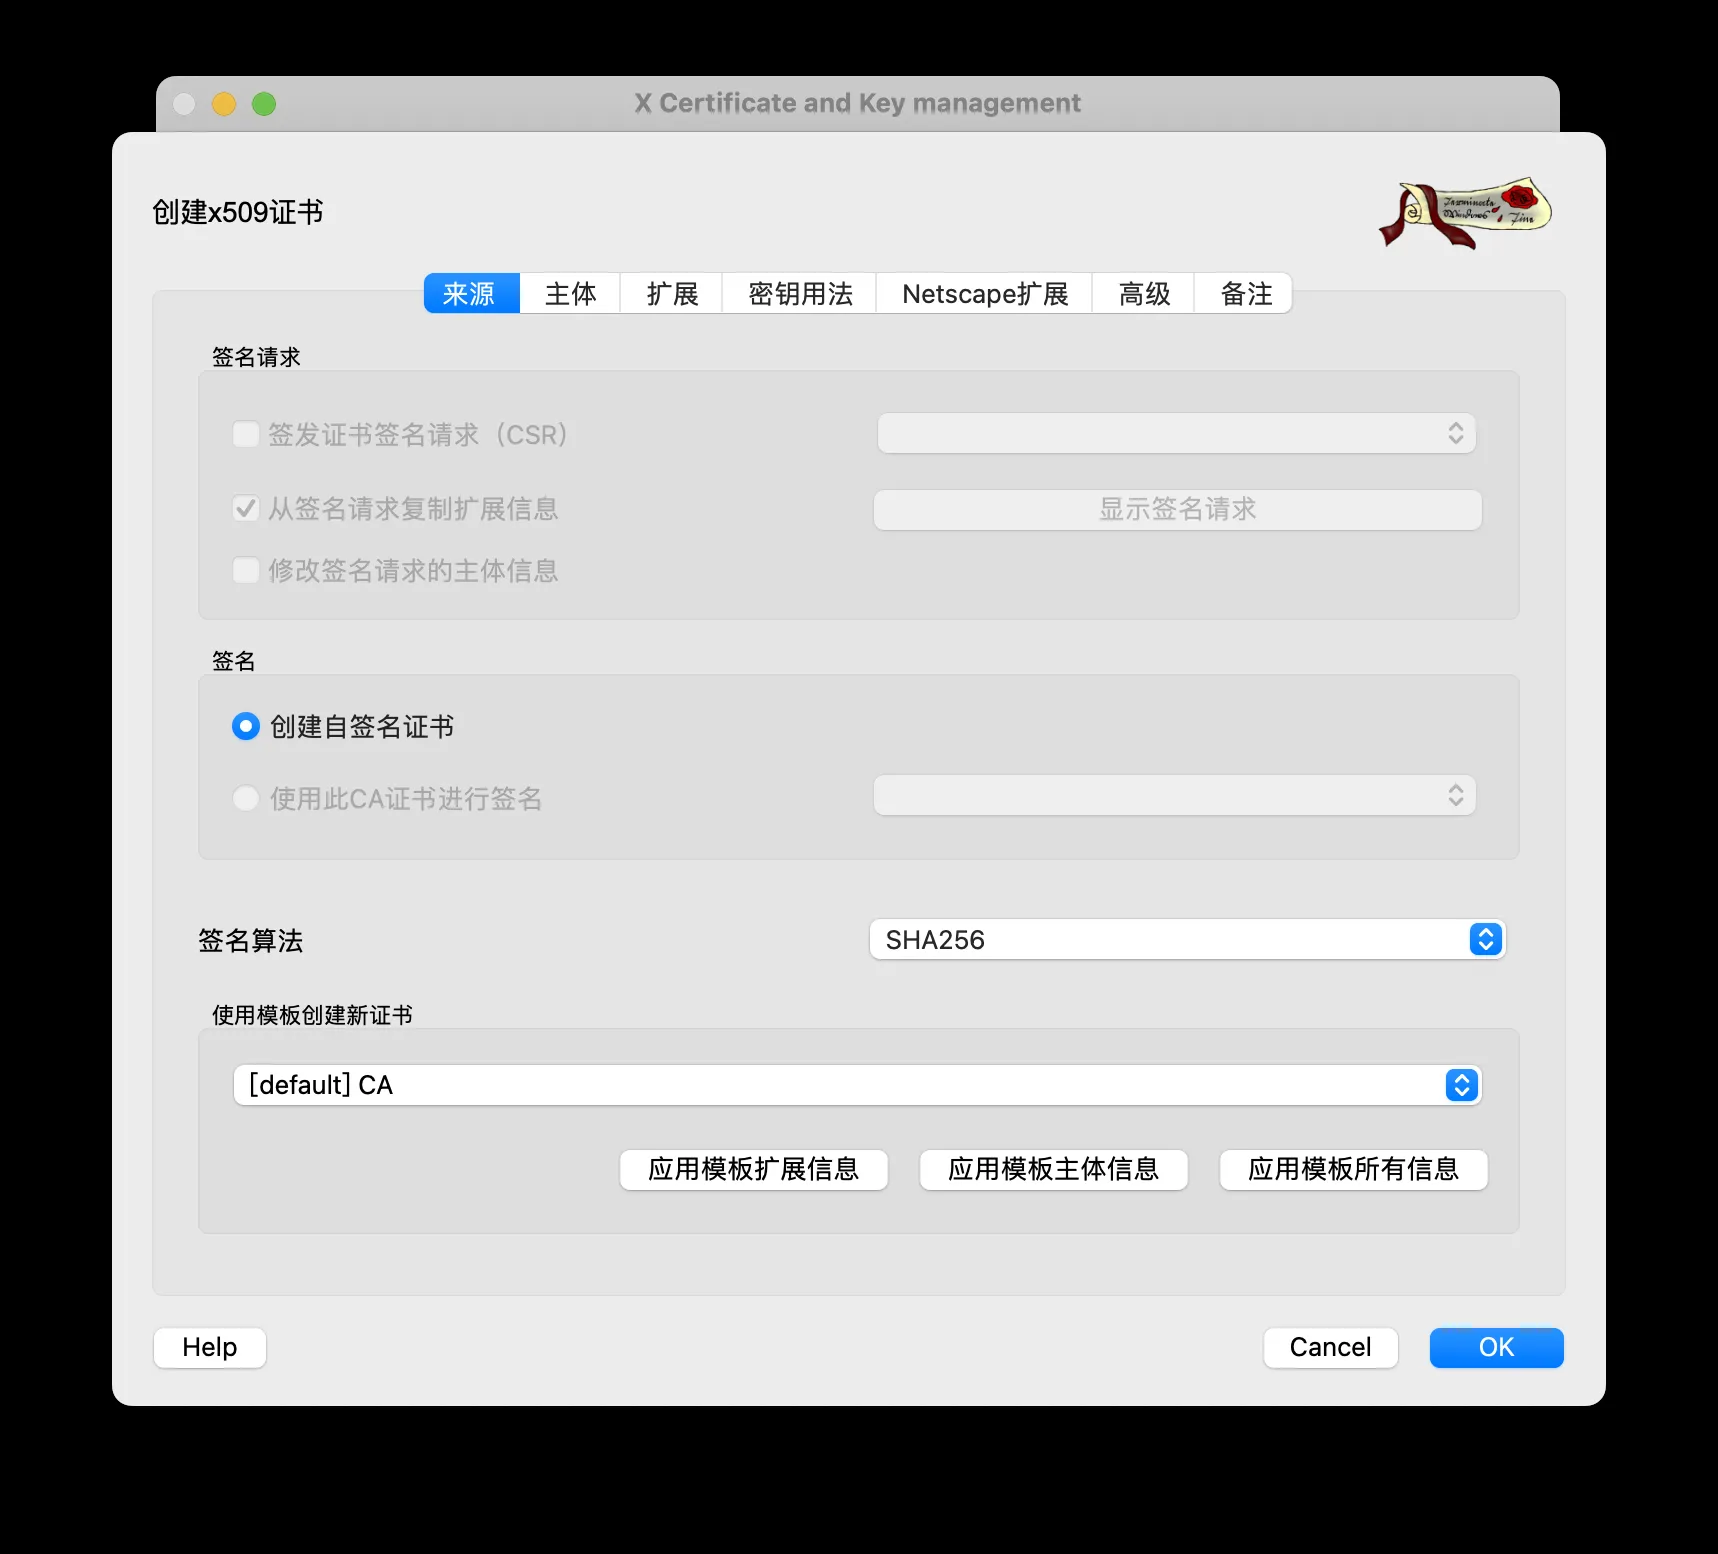 X Certificate and Key management
创建x509证书
来源 主体 扩展 密钥用法 Netscape扩展 高级 备注
签名请求
签发证书签名请求（CSR）
从签名请求复制扩展信息 显示签名请求
修改签名请求的主体信息
签名
创建自签名证书
使用此CA证书进行签名
签名算法 SHA256
使用模板创建新证书
[default] CA
应用模板扩展信息 应用模板主体信息 应用模板所有信息
Help Cancel OK